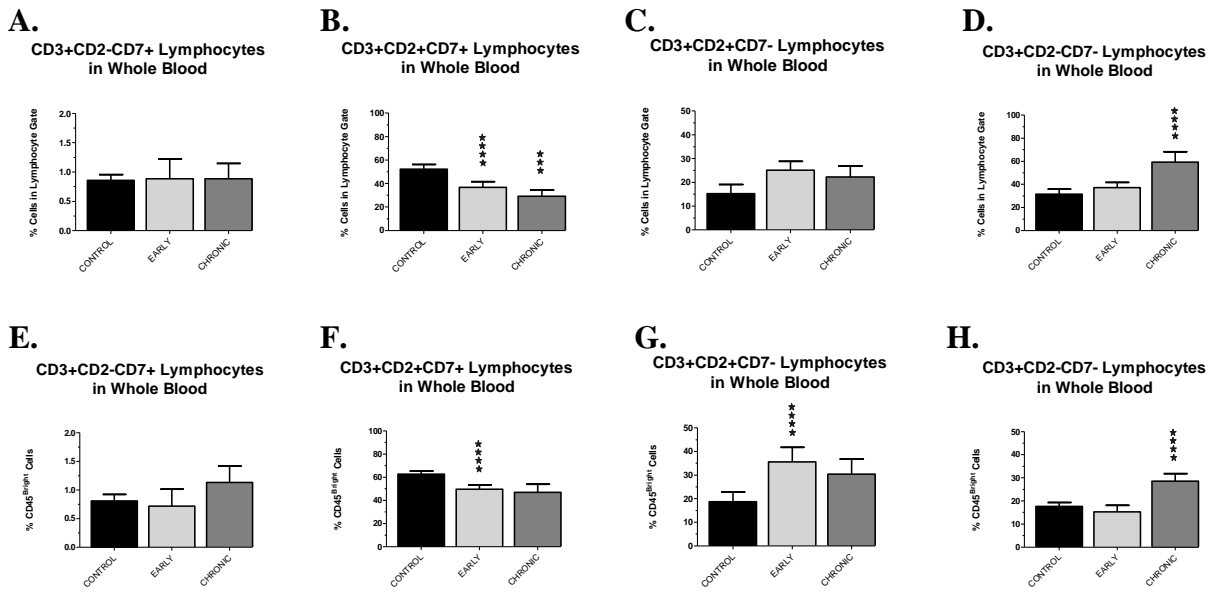 A.
CD3+CD2-CD7+ Lymphocytes
in Whole Blood
% Cells in Lymphocyte Gate
2.0
1.5
1.0
0.5
0.0
CONTROL
EARLY
CHRONIC
B.
CD3+CD2+CD7+ Lymphocytes
in Whole Blood
% Cells in Lymphocyte Gate
100
80
60
40
20
0
****
***
CONTROL
EARLY
CHRONIC
C.
CD3+CD2+CD7- Lymphocytes
in Whole Blood
% Cells in Lymphocyte Gate
50
40
30
20
10
0
CONTROL
EARLY
CHRONIC
D.
CD3+CD2-CD7- Lymphocytes
in Whole Blood
% Cells in Lymphocyte Gate
100
80
60
40
20
0
****
CONTROL
EARLY
CHRONIC
E.
CD3+CD2-CD7+ Lymphocytes
in Whole Blood
% CD45Bright Cells
2.0
1.5
1.0
0.5
0.0
CONTROL
EARLY
CHRONIC
F.
CD3+CD2+CD7+ Lymphocytes
in Whole Blood
% CD45Bright Cells
100
80
60
40
20
0
****
CONTROL
EARLY
CHRONIC
G.
CD3+CD2+CD7- Lymphocytes
in Whole Blood
% CD45Bright Cells
50
40
30
20
10
0
****
CONTROL
EARLY
CHRONIC
H.
CD3+CD2-CD7- Lymphocytes
in Whole Blood
% CD45Bright Cells
50
40
30
20
10
0
****
CONTROL
EARLY
CHRONIC